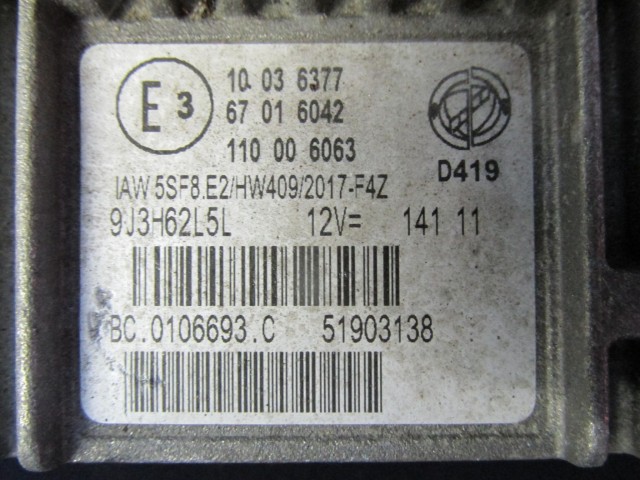 E 3
10 03 6377
67 01 6042
110 00 6063
D419
IAW 5SF8.E2/HW409/2017-F4Z
9J3H62L5L 12V= 141 11
BC.0106693.C 51903138